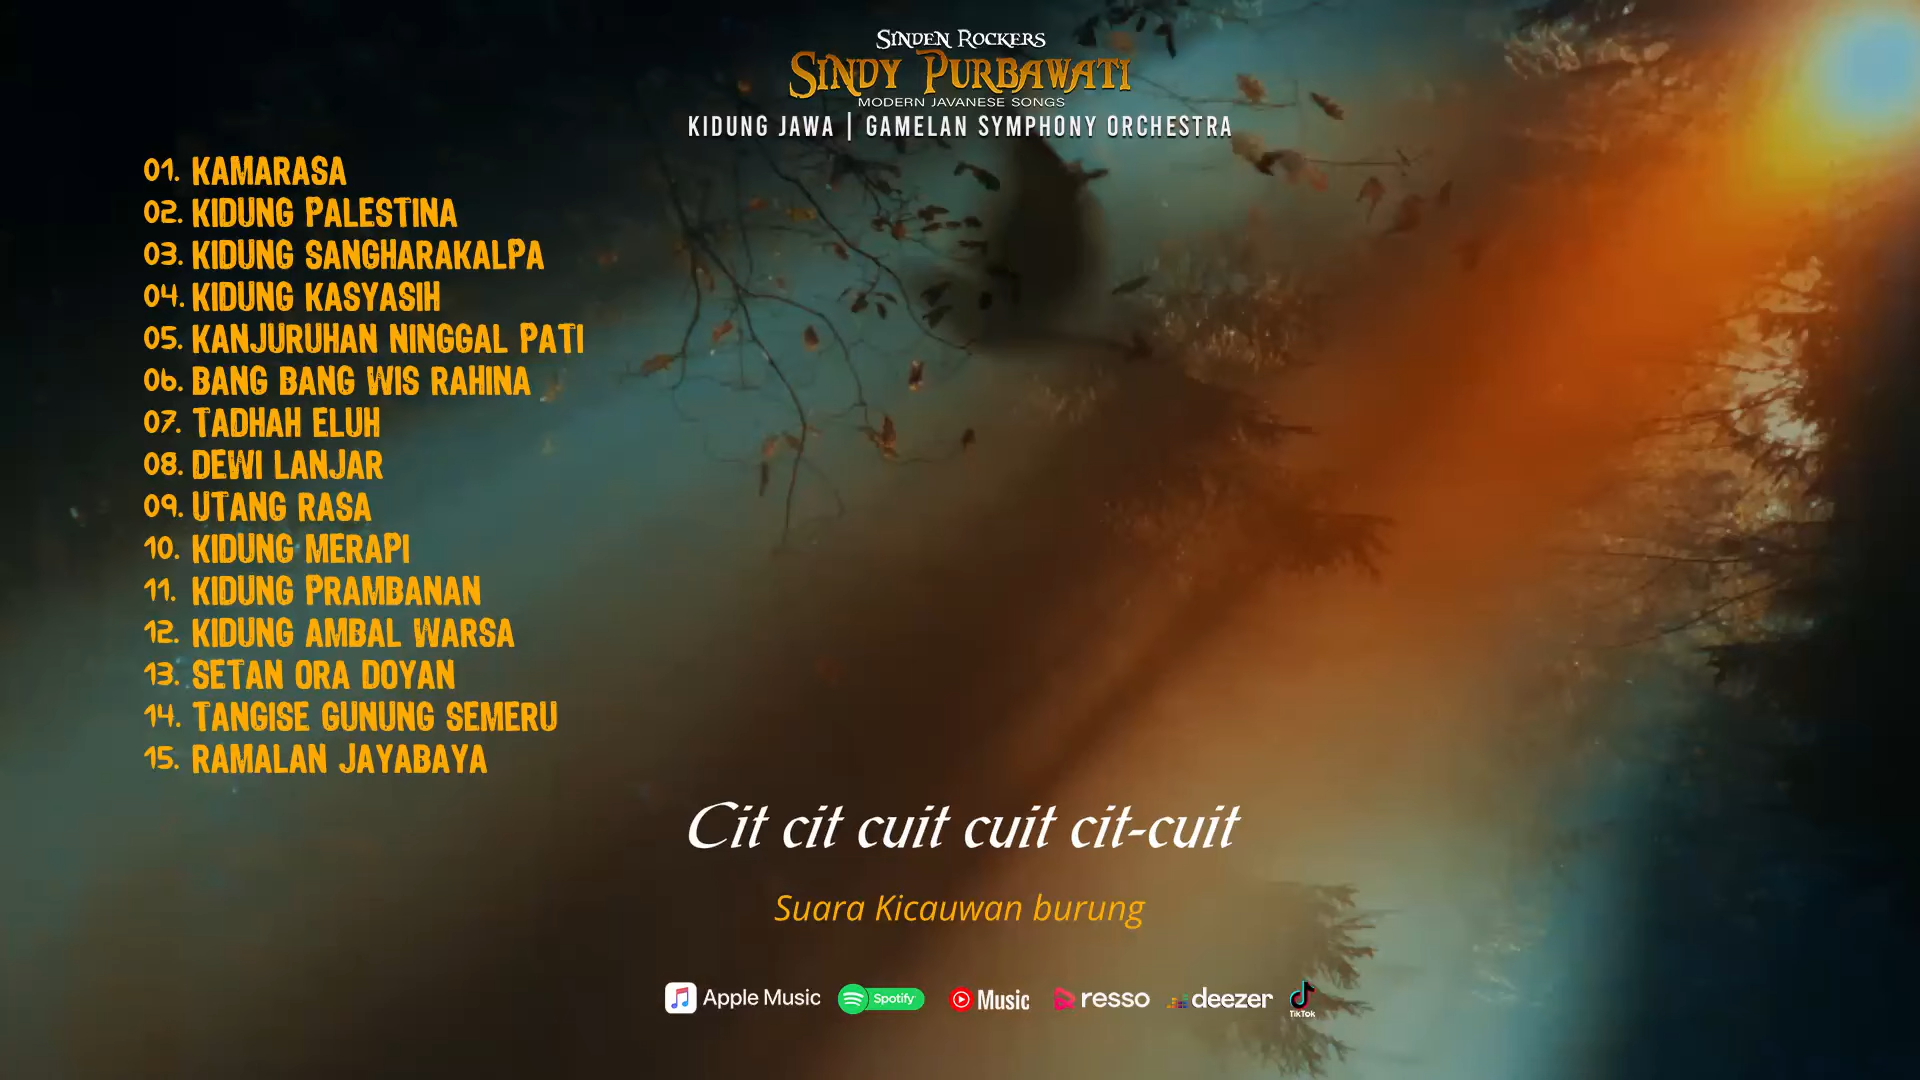 SINDEN ROCKERS
SINDY PURBAWATI
MODERN JAVANESE SONGS
KIDUNG JAWA | GAMELAN SYMPHONY ORCHESTRA
01. KAMARASA
02. KIDUNG PALESTINA
03. KIDUNG SANGHARAKALPA
04. KIDUNG KASYASIH
05. KANJURUHAN NINGGAL PATI
06. BANG BANG WIS RAHINA
07. TADHAH ELUH
08. DEWI LANJAR
09. UTANG RASA
10. KIDUNG MERAPI
11. KIDUNG PRAMBANAN
12. KIDUNG AMBAL WARSA
13. SETAN ORA DOYAN
14. TANGISE GUNUNG SEMERU
15. RAMALAN JAYABAYA
Cit cit cuit cuit cit-cuit
Suara Kicauwan burung
Apple Music Spotify Music resso deezer TikTok